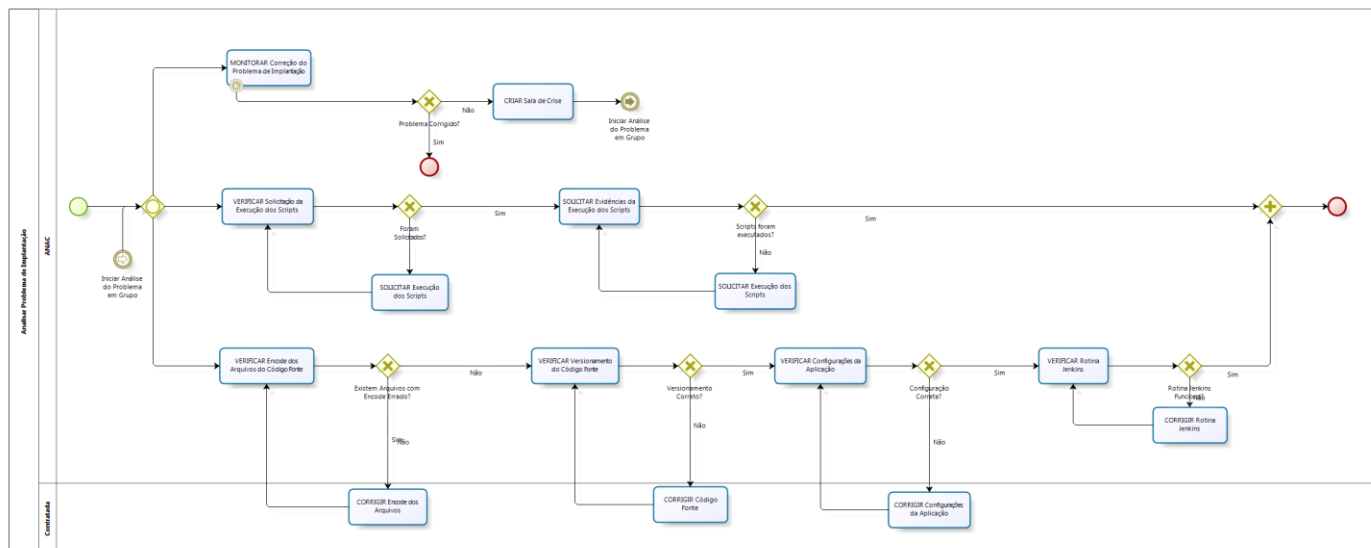 Analisar Problema de Implantação
ANAC
MONITORAR Correção do
Problema de Implantação
Problema Corrigido?
Não
Sim
CRIAR Sala de Crise
Iniciar Análise
do Problema
em Grupo
Iniciar Análise
do Problema
em Grupo
VERIFICAR Solicitação da
Execução dos Scripts
Foram
Solicitados?
Sim
SOLICITAR Execução
dos Scripts
SOLICITAR Evidências da
Execução dos Scripts
Scripts foram
executados?
Sim
Não
SOLICITAR Execução dos
Scripts
VERIFICAR Encode dos
Arquivos do Código Fonte
Existem Arquivos com
Encode Errado?
Não
Sim
Não
VERIFICAR Versionamento
do Código Fonte
Versionamento
Correto?
Sim
Não
VERIFICAR Configurações da
Aplicação
Configuração
Correta?
Sim
Não
VERIFICAR Rotina
Jenkins
Rotina Jenkins
Sim
Não
CORRIGIR Rotina
Jenkins
Contratada
CORRIGIR Encode dos
Arquivos
CORRIGIR Código
Fonte
CORRIGIR Configurações
da Aplicação